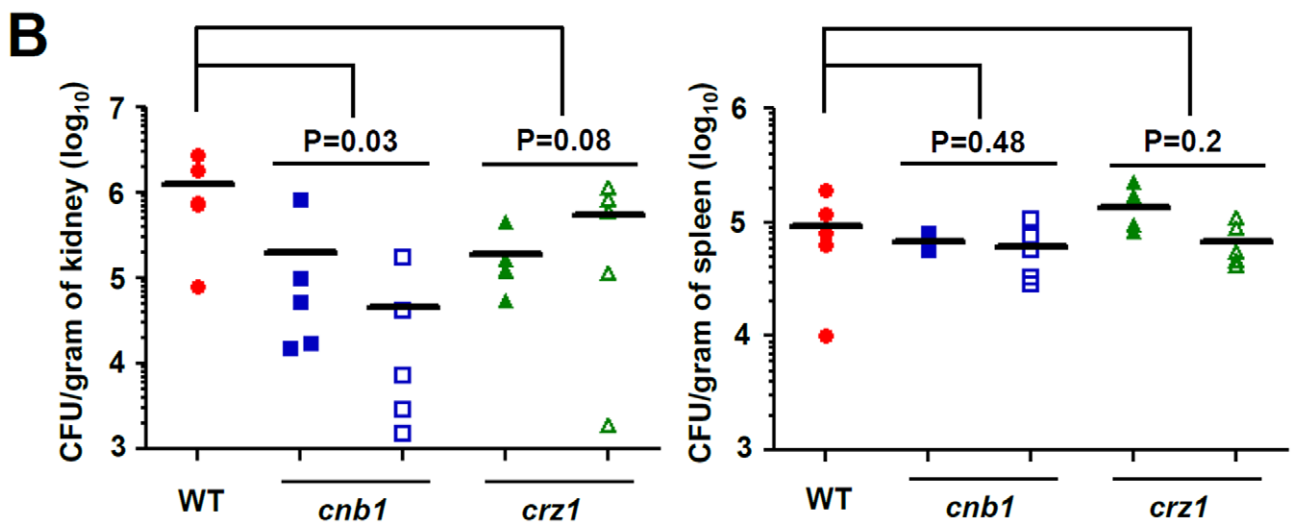 B
CFU/gram of kidney (log10)
7
6
5
4
3
P=0.03
P=0.08
WT
cnb1
crz1
CFU/gram of spleen (log10)
6
5
4
3
P=0.48
P=0.2
WT
cnb1
crz1